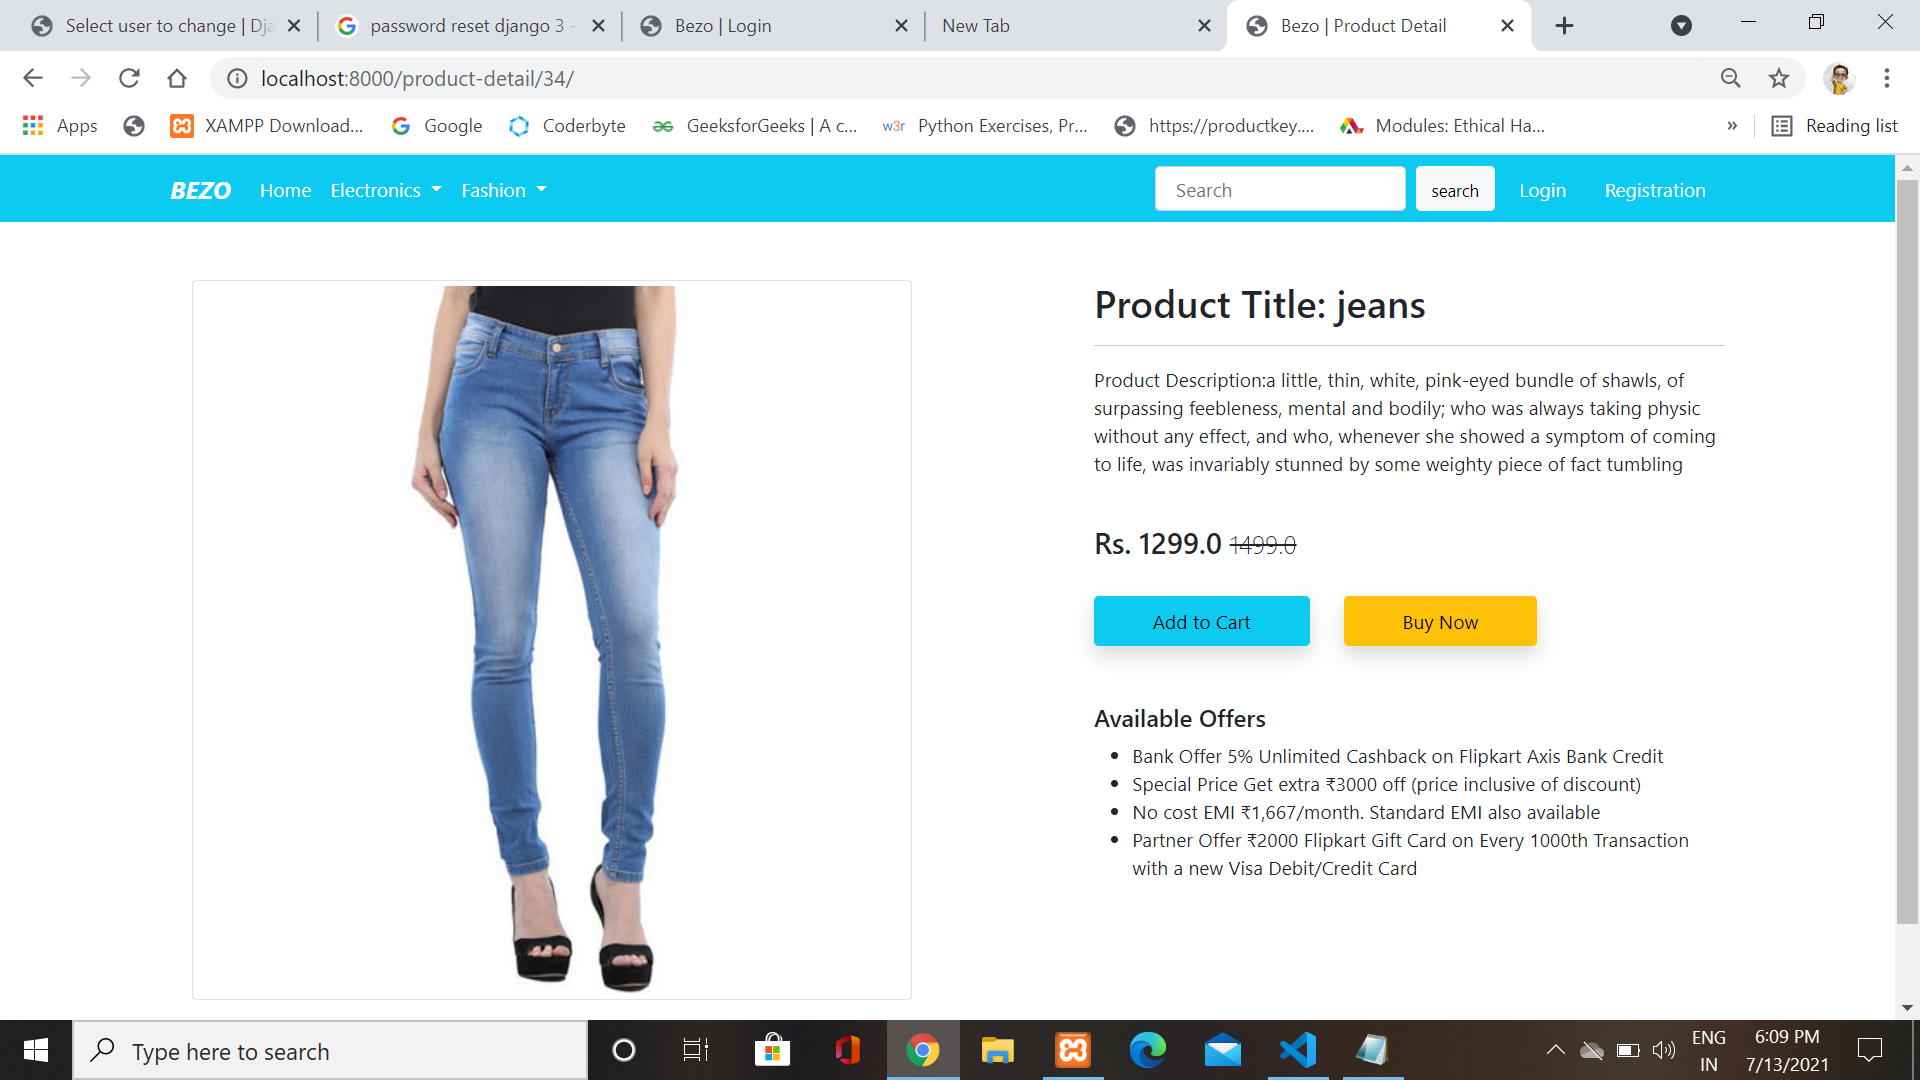 Select user to change | Dja
password reset django 3 -
Bezo | Login
New Tab
Bezo | Product Detail
localhost:8000/product-detail/34/
Apps
XAMPP Download...
Google
Coderbyte
GeeksforGeeks | A c...
w3r Python Exercises, Pr...
https://productkey....
Modules: Ethical Ha...
»
Reading list
BEZO
Home
Electronics
Fashion
Search
search
Login
Registration
Product Title: jeans
Product Description:a little, thin, white, pink-eyed bundle of shawls, of
surpassing feebleness, mental and bodily; who was always taking physic
without any effect, and who, whenever she showed a symptom of coming
to life, was invariably stunned by some weighty piece of fact tumbling
Rs. 1299.0 1499.0
Add to Cart
Buy Now
Available Offers
• Bank Offer 5% Unlimited Cashback on Flipkart Axis Bank Credit
• Special Price Get extra ₹3000 off (price inclusive of discount)
• No cost EMI ₹1,667/month. Standard EMI also available
• Partner Offer ₹2000 Flipkart Gift Card on Every 1000th Transaction
with a new Visa Debit/Credit Card
Type here to search
ENG
IN
6:09 PM
7/13/2021